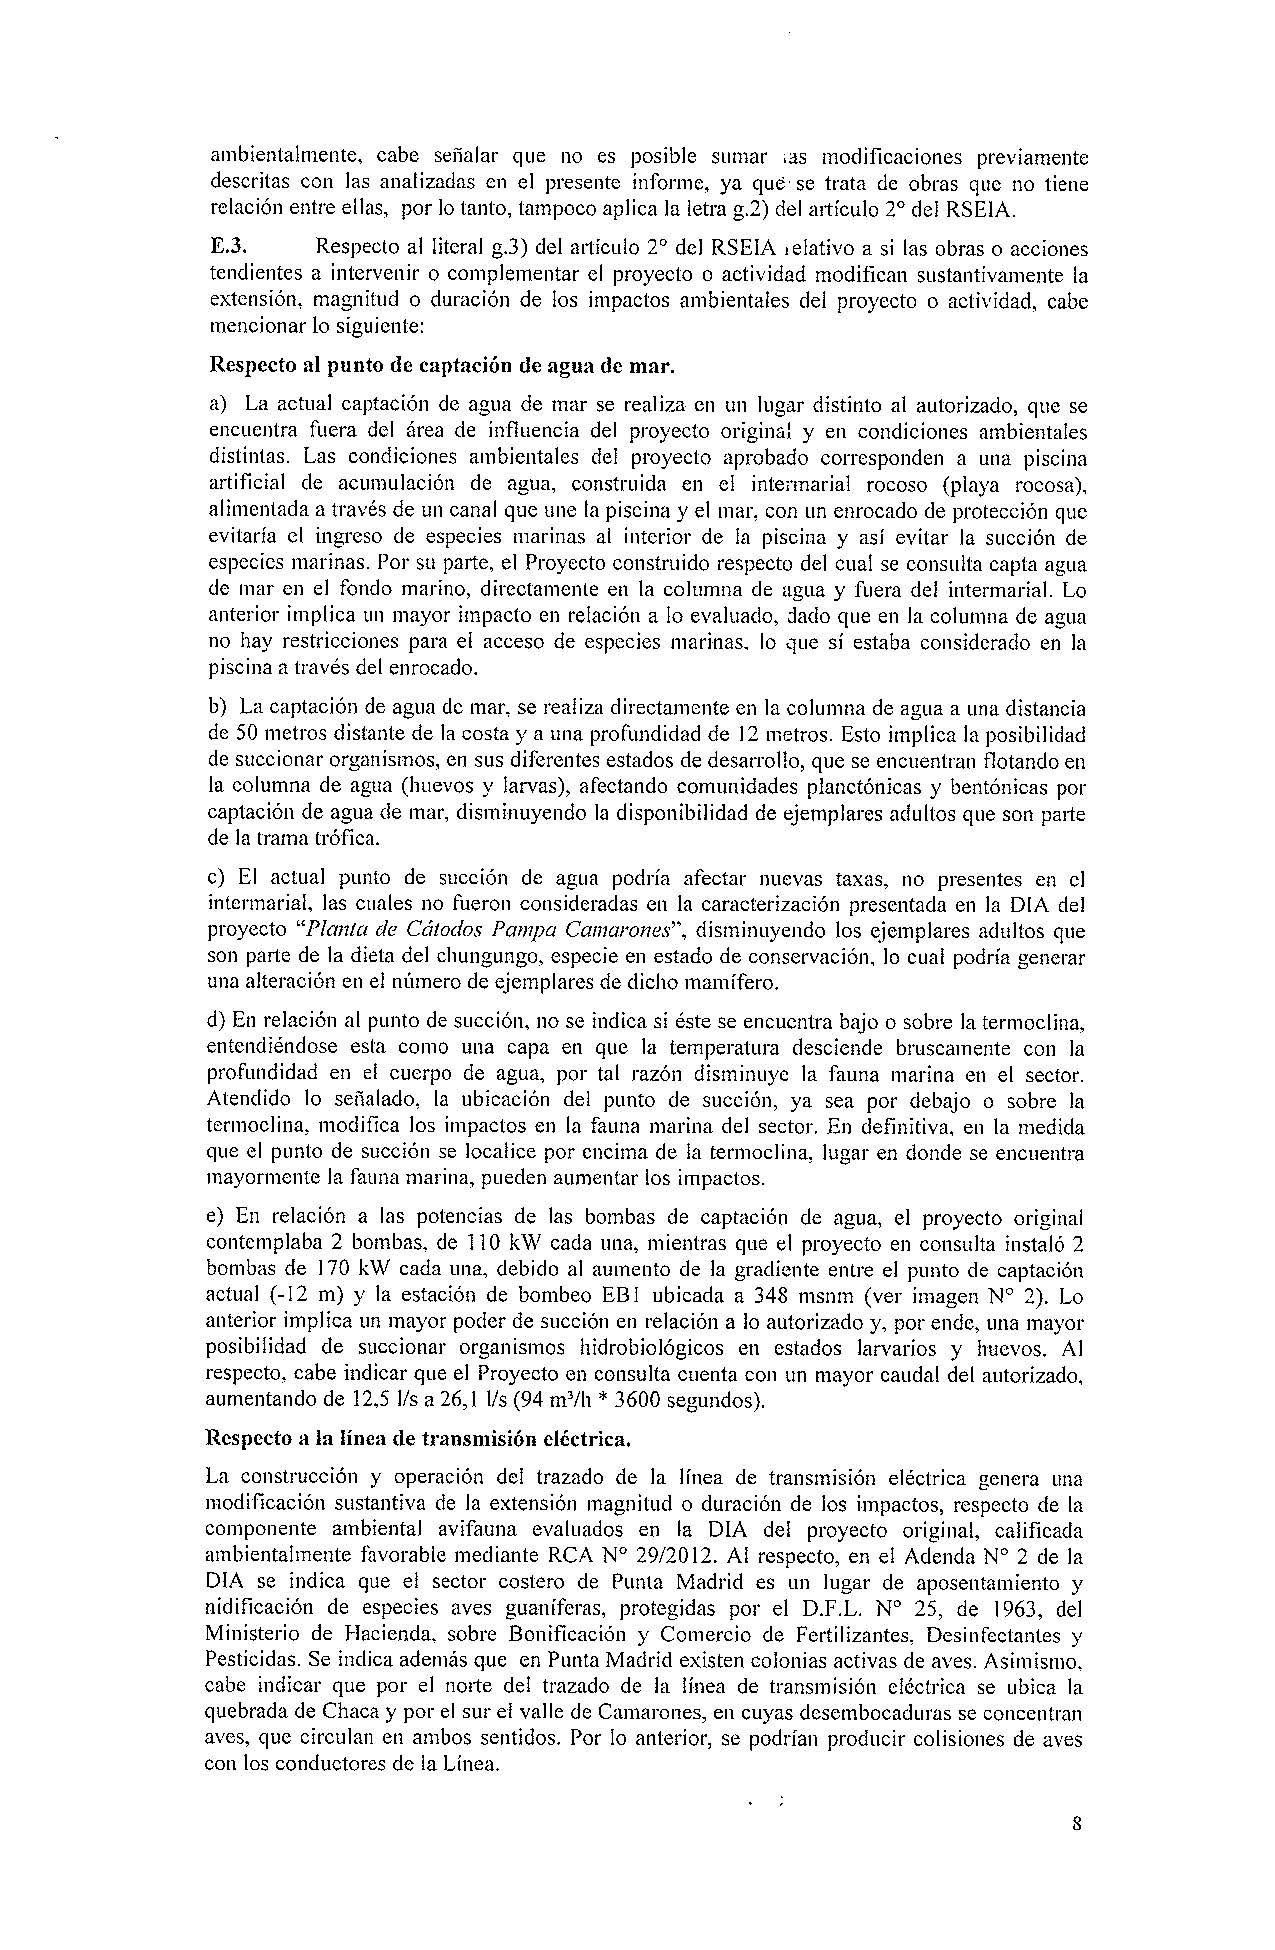 ambientalmente, cabe señalar que no es posible sumar as modificaciones previamente
descritas con las analizadas en el presente informe, ya que se trata de obras que no tiene
relación entre ellas, por lo tanto, tampoco aplica la letra g.2) del artículo 2° del RSEIA.
E.3. Respecto al literal g.3) del artículo 2° del RSEIA relativo a si las obras o acciones
tendientes a intervenir o complementar el proyecto o actividad modifican sustantivamente la
extensión, magnitud o duración de los impactos ambientales del proyecto o actividad, cabe
mencionar lo siguiente:
Respecto al punto de captación de agua de mar.
a) La actual captación de agua de mar se realiza en un lugar distinto al autorizado, que se
encuentra fuera del área de influencia del proyecto original y en condiciones ambientales
distintas. Las condiciones ambientales del proyecto aprobado corresponden a una piscina
artificial de acumulación de agua, construida en el intermarial rocoso (playa rocosa),
alimentada a través de un canal que une la piscina y el mar, con un enrocado de protección que
evitaría el ingreso de especies marinas al interior de la piscina y así evitar la succión de
especies marinas. Por su parte, el Proyecto construido respecto del cual se consulta capta agua
de mar en el fondo marino, directamente en la columna de agua y fuera del intermarial. Lo
anterior implica un mayor impacto en relación a lo evaluado, dado que en la columna de agua
no hay restricciones para el acceso de especies marinas, lo que sí estaba considerado en la
piscina a través del enrocado.
b) La captación de agua de mar, se realiza directamente en la columna de agua a una distancia
de 50 metros distante de la costa y a una profundidad de 12 metros. Esto implica la posibilidad
de succionar organismos, en sus diferentes estados de desarrollo, que se encuentran flotando en
la columna de agua (huevos y larvas), afectando comunidades planctónicas y bentónicas por
captación de agua de mar, disminuyendo la disponibilidad de ejemplares adultos que son parte
de la trama trófica.
c) El actual punto de succión de agua podría afectar nuevas taxas, no presentes en el
intermarial, las cuales no fueron consideradas en la caracterización presentada en la DIA del
proyecto “Planta de Cátodos Pampa Camarones”, disminuyendo los ejemplares adultos que
son parte de la dieta del chungungo, especie en estado de conservación, lo cual podría generar
una alteración en el número de ejemplares de dicho mamífero.
d) En relación al punto de succión, no se indica si éste se encuentra bajo o sobre la termoclina,
entendiéndose esta como una capa en que la temperatura desciende bruscamente con la
profundidad en el cuerpo de agua, por tal razón disminuye la fauna marina en el sector.
Atendido lo señalado, la ubicación del punto de succión, ya sea por debajo o sobre la
termoclina, modifica los impactos en la fauna marina del sector. En definitiva, en la medida
que el punto de succión se localice por encima de la termoclina, lugar en donde se encuentra
mayormente la fauna marina, pueden aumentar los impactos.
e) En relación a las potencias de las bombas de captación de agua, el proyecto original
contemplaba 2 bombas, de 110 kW cada una, mientras que el proyecto en consulta instaló 2
bombas de 170 kW cada una, debido al aumento de la gradiente entre el punto de captación
actual (-12 m) y la estación de bombeo EB1 ubicada a 348 msnm (ver imagen N° 2). Lo
anterior implica un mayor poder de succión en relación a lo autorizado y, por ende, una mayor
posibilidad de succionar organismos hidrobiológicos en estados larvarios y huevos. Al
respecto, cabe indicar que el Proyecto en consulta cuenta con un mayor caudal del autorizado,
aumentando de 12,5 l/s a 26,1 l/s (94 m³/h * 3600 segundos).
Respecto a la línea de transmisión eléctrica.
La construcción y operación del trazado de la línea de transmisión eléctrica genera una
modificación sustantiva de la extensión magnitud o duración de los impactos, respecto de la
componente ambiental avifauna evaluados en la DIA del proyecto original, calificada
ambientalmente favorable mediante RCA N° 29/2012. Al respecto, en el Adenda N° 2 de la
DIA se indica que el sector costero de Punta Madrid es un lugar de aposentamiento y
nidificación de especies aves guaníferas, protegidas por el D.F.L. N° 25, de 1963, del
Ministerio de Hacienda, sobre Bonificación y Comercio de Fertilizantes, Desinfectantes y
Pesticidas. Se indica además que en Punta Madrid existen colonias activas de aves. Asimismo,
cabe indicar que por el norte del trazado de la línea de transmisión eléctrica se ubica la
quebrada de Chaca y por el sur el valle de Camarones, en cuyas desembocaduras se concentran
aves, que circulan en ambos sentidos. Por lo anterior, se podrían producir colisiones de aves
con los conductores de la Línea.
8